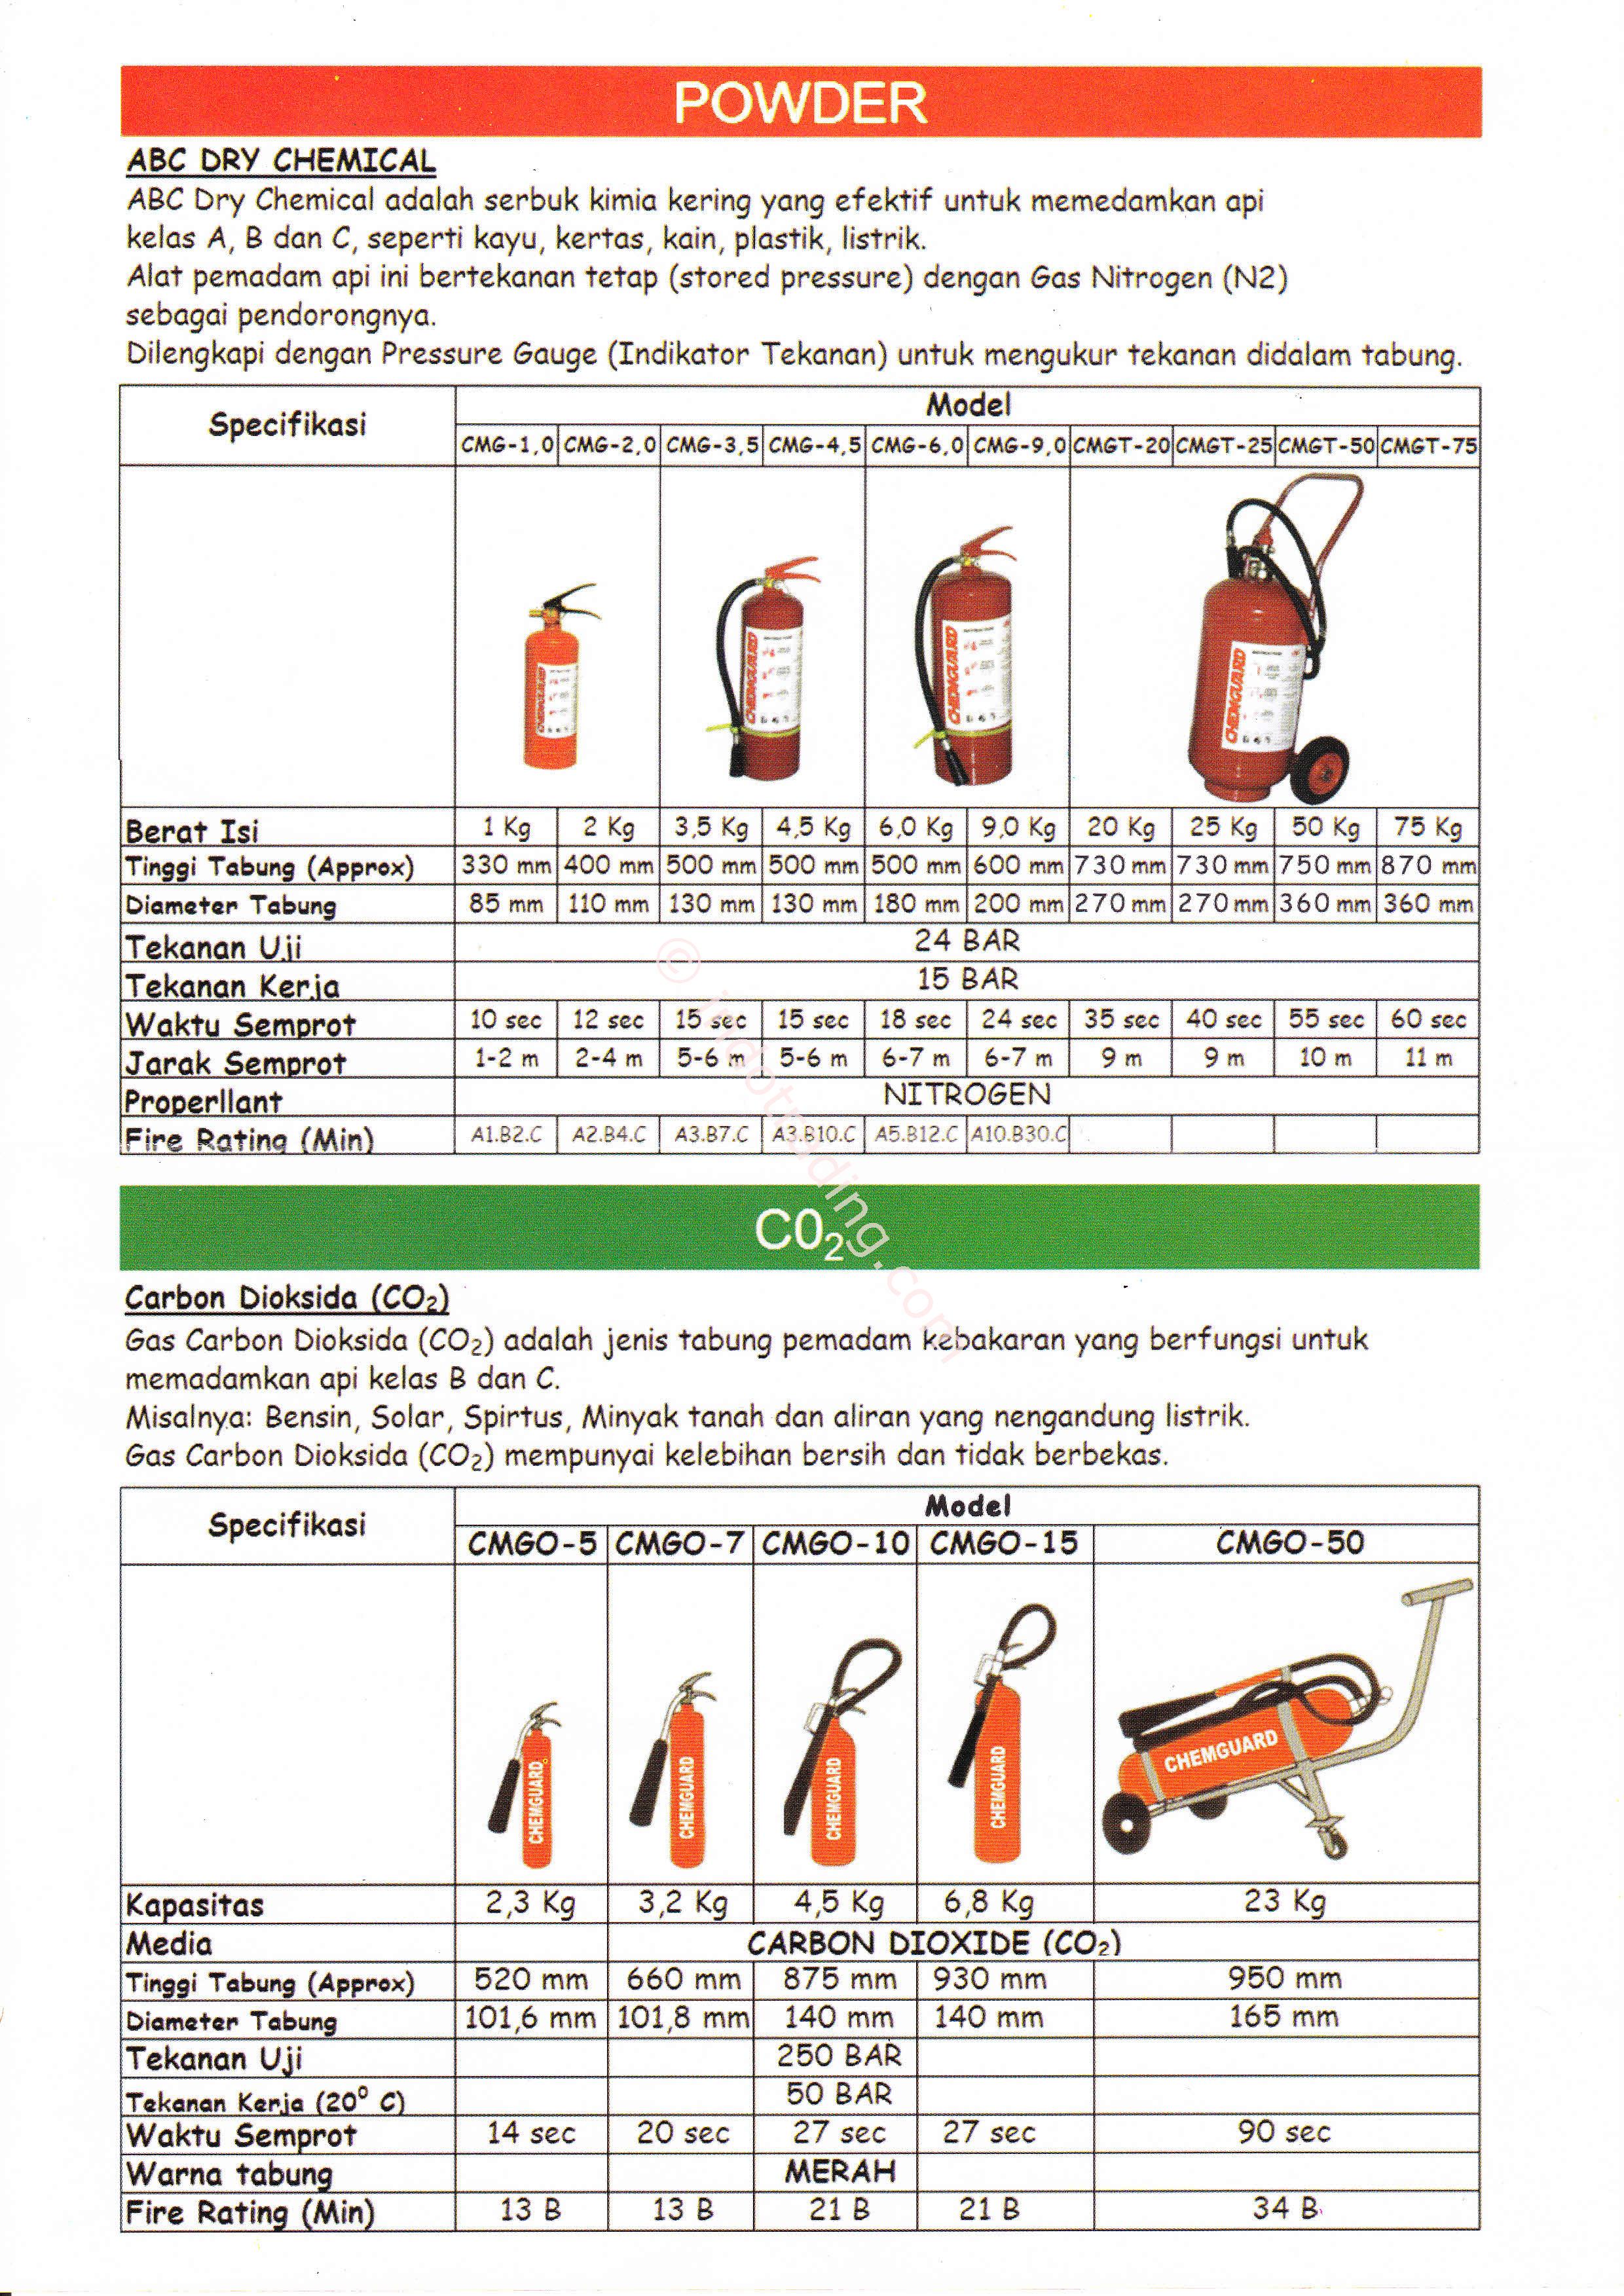 POWDER
ABC DRY CHEMICAL
ABC Dry Chemical adalah serbuk kimia kering yang efektif untuk memedamkan api
kelas A, B dan C, seperti kayu, kertas, kain, plastik, listrik.
Alat pemadam api ini bertekanan tetap (stored pressure) dengan Gas Nitrogen (N2)
sebagai pendorongnya.
Dilengkapi dengan Pressure Gauge (Indikator Tekanan) untuk mengukur tekanan didalam tabung.
Specifikasi Model
CMG-1,0 CMG-2,0 CMG-3,5 CMG-4,5 CMG-6,0 CMG-9,0 CMGT-20 CMGT-25 CMGT-50 CMGT-75
CHEMGUARD CHEMGUARD CHEMGUARD CHEMGUARD
Berat Isi 1 Kg 2 Kg 3,5 Kg 4,5 Kg 6,0 Kg 9,0 Kg 20 Kg 25 Kg 50 Kg 75 Kg
Tinggi Tabung (Approx) 330 mm 400 mm 500 mm 500 mm 500 mm 600 mm 730 mm 730 mm 750 mm 870 mm
Diameter Tabung 85 mm 110 mm 130 mm 130 mm 180 mm 200 mm 270 mm 270 mm 360 mm 360 mm
Tekanan Uji 24 BAR
Tekanan Kerja 15 BAR
Waktu Semprot 10 sec 12 sec 15 sec 15 sec 18 sec 24 sec 35 sec 40 sec 55 sec 60 sec
Jarak Semprot 1-2 m 2-4 m 5-6 m 5-6 m 6-7 m 6-7 m 9 m 9 m 10 m 11 m
Properllant NITROGEN
Fire Rating (Min) A1.B2.C A2.B4.C A3.B7.C A3.B10.C A5.B12.C A10.B30.C
© Indotrading.com
C0₂
Carbon Dioksida (CO₂)
Gas Carbon Dioksida (CO₂) adalah jenis tabung pemadam kebakaran yang berfungsi untuk
memadamkan api kelas B dan C.
Misalnya: Bensin, Solar, Spirtus, Minyak tanah dan aliran yang nengandung listrik.
Gas Carbon Dioksida (CO₂) mempunyai kelebihan bersih dan tidak berbekas.
Specifikasi Model
CMGO-5 CMGO-7 CMGO-10 CMGO-15 CMGO-50
CHEMGUARD CHEMGUARD CHEMGUARD CHEMGUARD CHEMGUARD
Kapasitas 2,3 Kg 3,2 Kg 4,5 Kg 6,8 Kg 23 Kg
Media CARBON DIOXIDE (CO₂)
Tinggi Tabung (Approx) 520 mm 660 mm 875 mm 930 mm 950 mm
Diameter Tabung 101,6 mm 101,8 mm 140 mm 140 mm 165 mm
Tekanan Uji 250 BAR
Tekanan Kerja (20⁰ C) 50 BAR
Waktu Semprot 14 sec 20 sec 27 sec 27 sec 90 sec
Warna tabung MERAH
Fire Rating (Min) 13 B 13 B 21 B 21 B 34 B